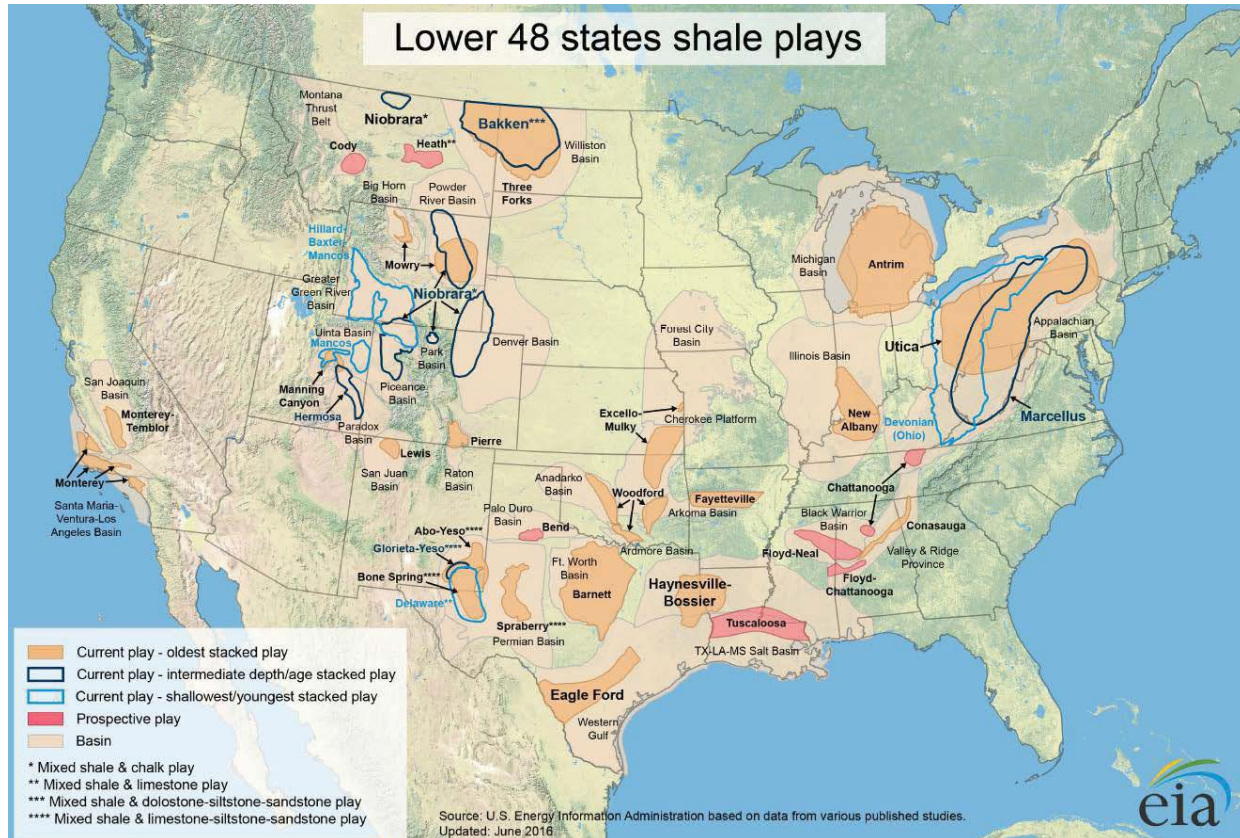 Lower 48 states shale plays
Montana
Thrust
Belt
Niobrara*
Bakken***
Williston
Basin
Cody
Heath**
Big Horn
Basin
Powder
River Basin
Three
Forks
Hillard-
Baxter-
Mancos
Mowry
Greater
Green River
Basin
Niobrara*
Michigan
Basin
Antrim
Uinta Basin
Mancos
Park
Basin
Denver Basin
Forest City
Basin
Illinois Basin
Utica
Appalachian
Basin
San Joaquin
Basin
Manning
Canyon
Hermosa
Piceance
Basin
Monterey-
Temblor
Paradox
Basin
Excello-
Mulky
Cherokee Platform
New
Albany
Devonian
(Ohio)
Marcellus
Pierre
Lewis
San Juan
Basin
Raton
Basin
Monterey
Santa Maria-
Ventura-Los
Angeles Basin
Anadarko
Basin
Woodford
Fayetteville
Arkoma Basin
Chattanooga
Black Warrior
Basin
Conasauga
Palo Duro
Basin
Bend
Abo-Yeso****
Ardmore Basin
Glorieta-Yeso****
Floyd-Neal
Valley & Ridge
Province
Bone Spring****
Ft. Worth
Basin
Barnett
Haynesville-
Bossier
Floyd-
Chattanooga
Delaware**
Spraberry****
Permian Basin
Tuscaloosa
TX-LA-MS Salt Basin
Eagle Ford
Western
Gulf
Current play - oldest stacked play
Current play - intermediate depth/age stacked play
Current play - shallowest/youngest stacked play
Prospective play
Basin
* Mixed shale & chalk play
** Mixed shale & limestone play
*** Mixed shale & dolostone-siltstone-sandstone play
**** Mixed shale & limestone-siltstone-sandstone play
Source: U.S. Energy Information Administration based on data from various published studies.
Updated: June 2016
eia